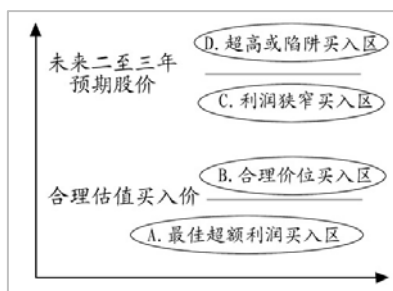 D. 超高或陷阱买入区
未来二至三年
预期股价
C. 利润狭窄买入区
B. 合理价位买入区
合理估值买入价
A. 最佳超额利润买入区